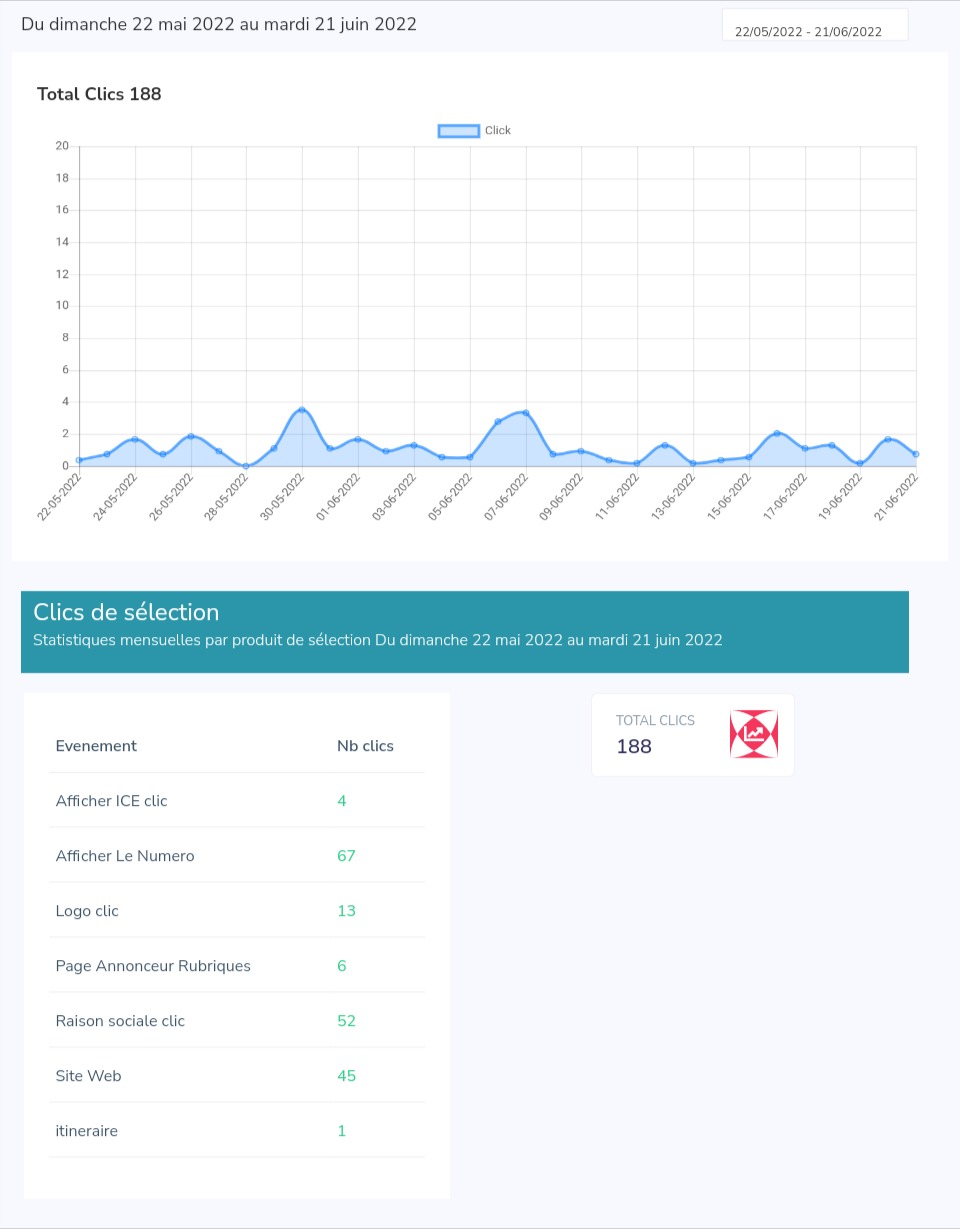 Du dimanche 22 mai 2022 au mardi 21 juin 2022
22/05/2022 - 21/06/2022
Total Clics 188
Click
20
18
16
14
12
10
8
6
4
2
0
22-05-2022
24-05-2022
26-05-2022
28-05-2022
30-05-2022
01-06-2022
03-06-2022
05-06-2022
07-06-2022
09-06-2022
11-06-2022
13-06-2022
15-06-2022
17-06-2022
19-06-2022
21-06-2022
Clics de sélection
Statistiques mensuelles par produit de sélection Du dimanche 22 mai 2022 au mardi 21 juin 2022
Evenement Nb clics
Afficher ICE clic 4
Afficher Le Numero 67
Logo clic 13
Page Annonceur Rubriques 6
Raison sociale clic 52
Site Web 45
itineraire 1
TOTAL CLICS
188